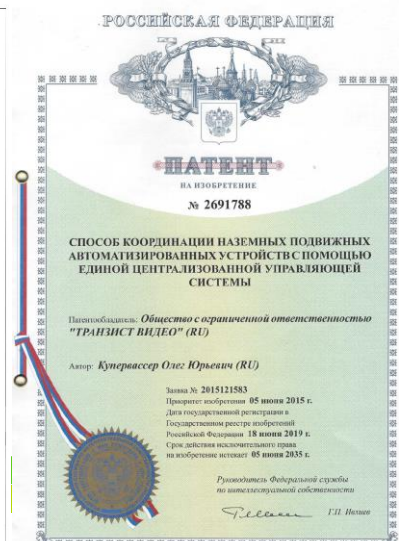 РОССИЙСКАЯ ФЕДЕРАЦИЯ
ПАТЕНТ
НА ИЗОБРЕТЕНИЕ
№ 2691788
СПОСОБ КООРДИНАЦИИ НАЗЕМНЫХ ПОДВИЖНЫХ
АВТОМАТИЗИРОВАННЫХ УСТРОЙСТВ С ПОМОЩЬЮ
ЕДИНОЙ ЦЕНТРАЛИЗОВАННОЙ УПРАВЛЯЮЩЕЙ
СИСТЕМЫ
Патентообладатель: Общество с ограниченной ответственностью
"ТРАНЗИСТ ВИДЕО" (RU)
Автор: Купервассер Олег Юрьевич (RU)
Заявка № 2015121583
Приоритет изобретения 05 июня 2015 г.
Дата государственной регистрации в
Государственном реестре изобретений
Российской Федерации 18 июня 2019 г.
Срок действия исключительного права
на изобретение истекает 05 июня 2035 г.
Руководитель Федеральной службы
по интеллектуальной собственности
Г.П. Ивлиев